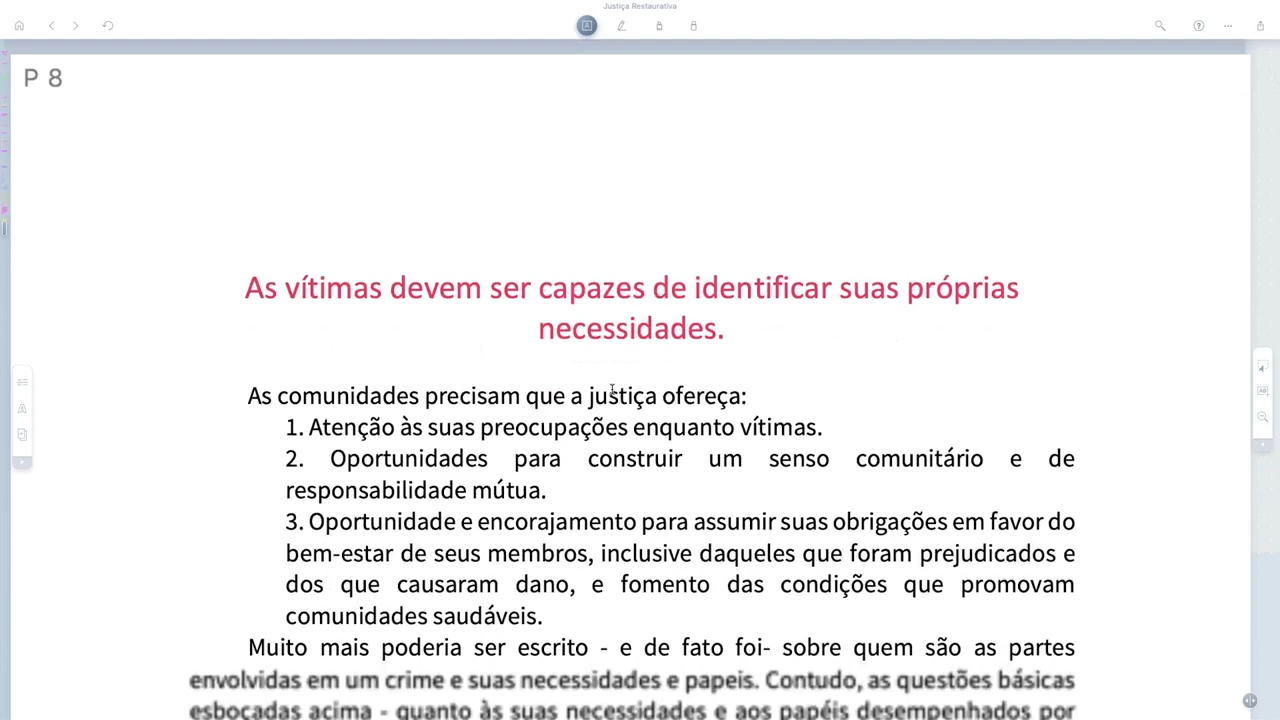 Justiça Restaurativa
P 8
As vítimas devem ser capazes de identificar suas próprias
necessidades.
As comunidades precisam que a justiça ofereça:
1. Atenção às suas preocupações enquanto vítimas.
2. Oportunidades para construir um senso comunitário e de
responsabilidade mútua.
3. Oportunidade e encorajamento para assumir suas obrigações em favor do
bem-estar de seus membros, inclusive daqueles que foram prejudicados e
dos que causaram dano, e fomento das condições que promovam
comunidades saudáveis.
Muito mais poderia ser escrito - e de fato foi- sobre quem são as partes
envolvidas em um crime e suas necessidades e papeis. Contudo, as questões básicas
esboçadas acima - quanto às suas necessidades e aos papéis desempenhados por